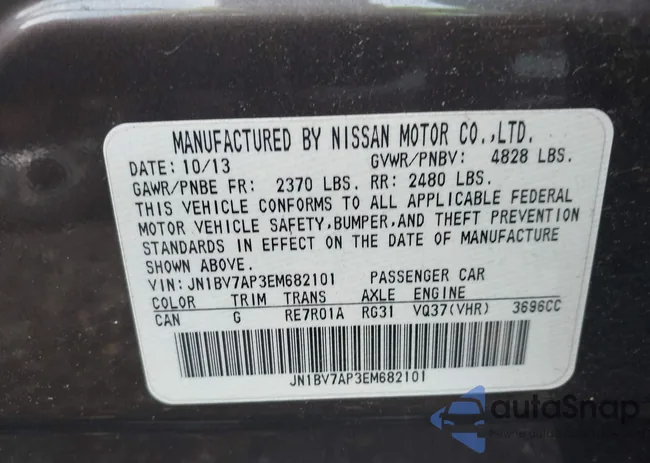 MANUFACTURED BY NISSAN MOTOR CO.,LTD.
DATE: 10/13 GVWR/PNBV: 4828 LBS.
GAWR/PNBE FR: 2370 LBS. RR: 2480 LBS.
THIS VEHICLE CONFORMS TO ALL APPLICABLE FEDERAL
MOTOR VEHICLE SAFETY,BUMPER,AND THEFT PREVENTION
STANDARDS IN EFFECT ON THE DATE OF MANUFACTURE
SHOWN ABOVE.
VIN: JN1BV7AP3EM682101 PASSENGER CAR
COLOR TRIM TRANS AXLE ENGINE
CAN G RE7R01A RG31 VQ37(VHR) 3696CC
JN1BV7AP3EM682101
autoSnap